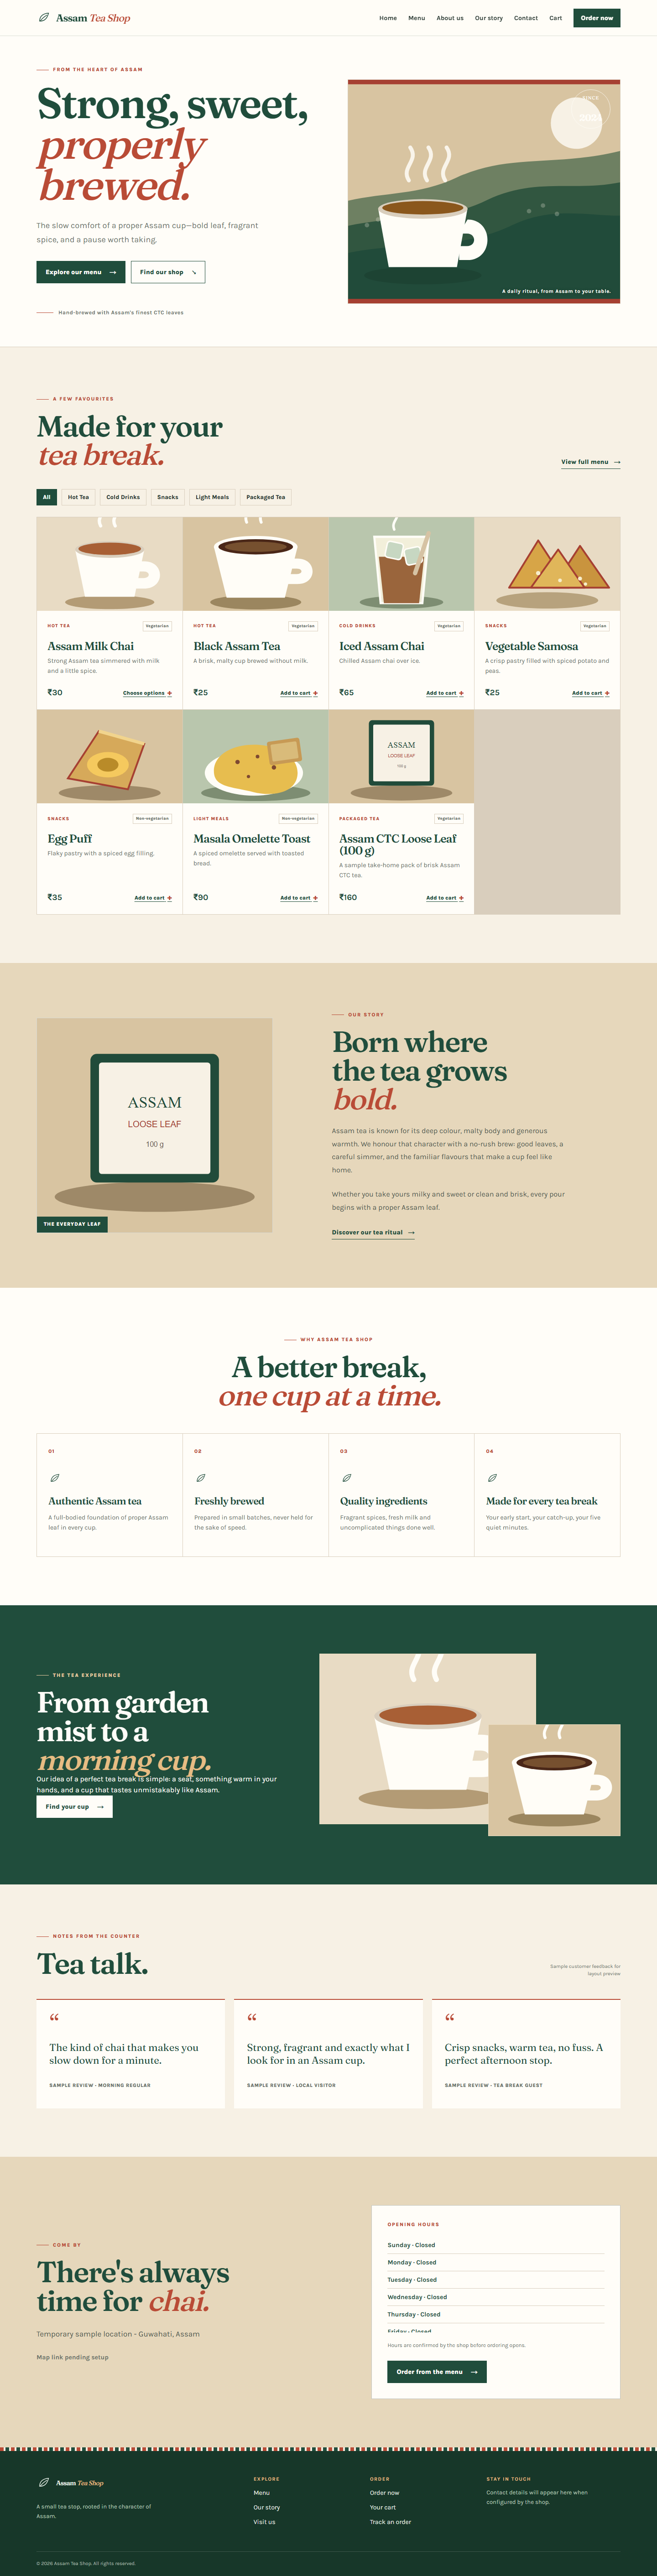 Assam Tea Shop
Home Menu About us Our story Contact Cart Order now
FROM THE HEART OF ASSAM
Strong, sweet,
properly
brewed.
The slow comfort of a proper Assam cup—bold leaf, fragrant
spice, and a pause worth taking.
Explore our menu → Find our shop ↘
Hand-brewed with Assam's finest CTC leaves
SINCE
A daily ritual, from Assam to your table.
A FEW FAVOURITES
Made for your
tea break.
View full menu →
All Hot Tea Cold Drinks Snacks Light Meals Packaged Tea
HOT TEA Vegetarian
Assam Milk Chai
Strong Assam tea simmered with milk
and a little spice.
₹30 Choose options +
HOT TEA Vegetarian
Black Assam Tea
A brisk, malty cup brewed without milk.
₹25 Add to cart +
COLD DRINKS Vegetarian
Iced Assam Chai
Chilled Assam chai over ice.
₹65 Add to cart +
SNACKS Vegetarian
Vegetable Samosa
A crisp pastry filled with spiced potato and
peas.
₹25 Add to cart +
SNACKS Non-vegetarian
Egg Puff
Flaky pastry with a spiced egg filling.
₹35 Add to cart +
LIGHT MEALS Non-vegetarian
Masala Omelette Toast
A spiced omelette served with toasted
bread.
₹90 Add to cart +
ASSAM
LOOSE LEAF
100 g
PACKAGED TEA Vegetarian
Assam CTC Loose Leaf
(100 g)
A sample take-home pack of brisk Assam
CTC tea.
₹160 Add to cart +
ASSAM
LOOSE LEAF
100 g
THE EVERYDAY LEAF
OUR STORY
Born where
the tea grows
bold.
Assam tea is known for its deep colour, malty body and generous
warmth. We honour that character with a no-rush brew: good leaves, a
careful simmer, and the familiar flavours that make a cup feel like
home.
Whether you take yours milky and sweet or clean and brisk, every pour
begins with a proper Assam leaf.
Discover our tea ritual →
WHY ASSAM TEA SHOP
A better break,
one cup at a time.
01
Authentic Assam tea
A full-bodied foundation of proper Assam
leaf in every cup.
02
Freshly brewed
Prepared in small batches, never held for
the sake of speed.
03
Quality ingredients
Fragrant spices, fresh milk and
uncomplicated things done well.
04
Made for every tea break
Your early start, your catch-up, your five
quiet minutes.
THE TEA EXPERIENCE
From garden
mist to a
morning cup.
Our idea of a perfect tea break is simple: a seat, something warm in your
hands, and a cup that tastes unmistakably like Assam.
Find your cup →
NOTES FROM THE COUNTER
Tea talk.
Sample customer feedback for
layout preview
“
The kind of chai that makes you
slow down for a minute.
SAMPLE REVIEW · MORNING REGULAR
“
Strong, fragrant and exactly what I
look for in an Assam cup.
SAMPLE REVIEW · LOCAL VISITOR
“
Crisp snacks, warm tea, no fuss. A
perfect afternoon stop.
SAMPLE REVIEW · TEA BREAK GUEST
COME BY
There's always
time for chai.
Temporary sample location - Guwahati, Assam
Map link pending setup
OPENING HOURS
Sunday · Closed
Monday · Closed
Tuesday · Closed
Wednesday · Closed
Thursday · Closed
Friday · Closed
Hours are confirmed by the shop before ordering opens.
Order from the menu →
Assam Tea Shop
A small tea stop, rooted in the character of
Assam.
EXPLORE
Menu
Our story
Visit us
ORDER
Order now
Your cart
Track an order
STAY IN TOUCH
Contact details will appear here when
configured by the shop.
© 2026 Assam Tea Shop. All rights reserved.